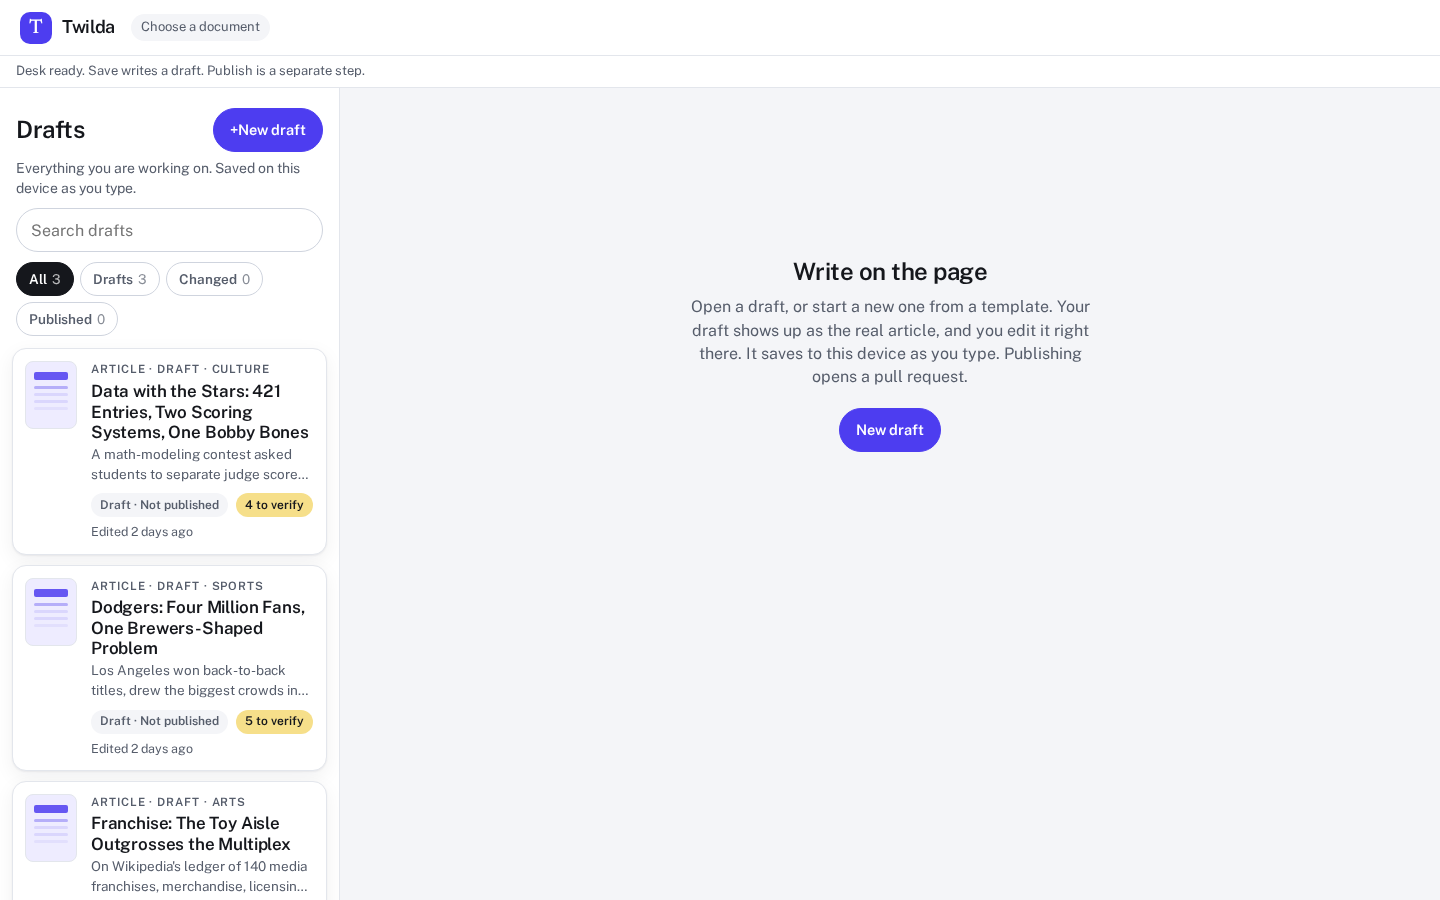 T Twilda Choose a document
Desk ready. Save writes a draft. Publish is a separate step.
Drafts
+New draft
Everything you are working on. Saved on this
device as you type.
Search drafts
All 3 Drafts 3 Changed 0
Published 0
ARTICLE · DRAFT · CULTURE
Data with the Stars: 421
Entries, Two Scoring
Systems, One Bobby Bones
A math-modeling contest asked
students to separate judge score...
Draft · Not published 4 to verify
Edited 2 days ago
ARTICLE · DRAFT · SPORTS
Dodgers: Four Million Fans,
One Brewers-Shaped
Problem
Los Angeles won back-to-back
titles, drew the biggest crowds in...
Draft · Not published 5 to verify
Edited 2 days ago
ARTICLE · DRAFT · ARTS
Franchise: The Toy Aisle
Outgrosses the Multiplex
On Wikipedia's ledger of 140 media
franchises, merchandise, licensin...
Write on the page
Open a draft, or start a new one from a template. Your
draft shows up as the real article, and you edit it right
there. It saves to this device as you type. Publishing
opens a pull request.
New draft